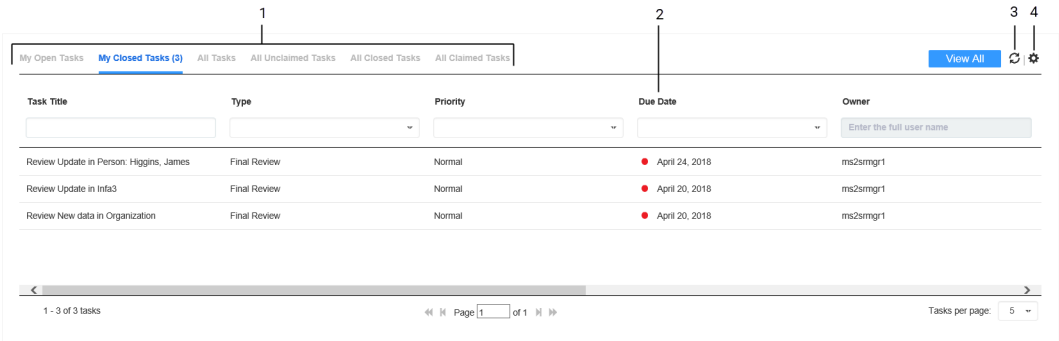 1 2 3 4
My Open Tasks My Closed Tasks (3) All Tasks All Unclaimed Tasks All Closed Tasks All Claimed Tasks View All
Task Title Type Priority Due Date Owner
Enter the full user name
Review Update in Person: Higgins, James Final Review Normal April 24, 2018 ms2srmgr1
Review Update in Infa3 Final Review Normal April 20, 2018 ms2srmgr1
Review New data in Organization Final Review Normal April 20, 2018 ms2srmgr1
1 - 3 of 3 tasks Page 1 of 1 Tasks per page: 5